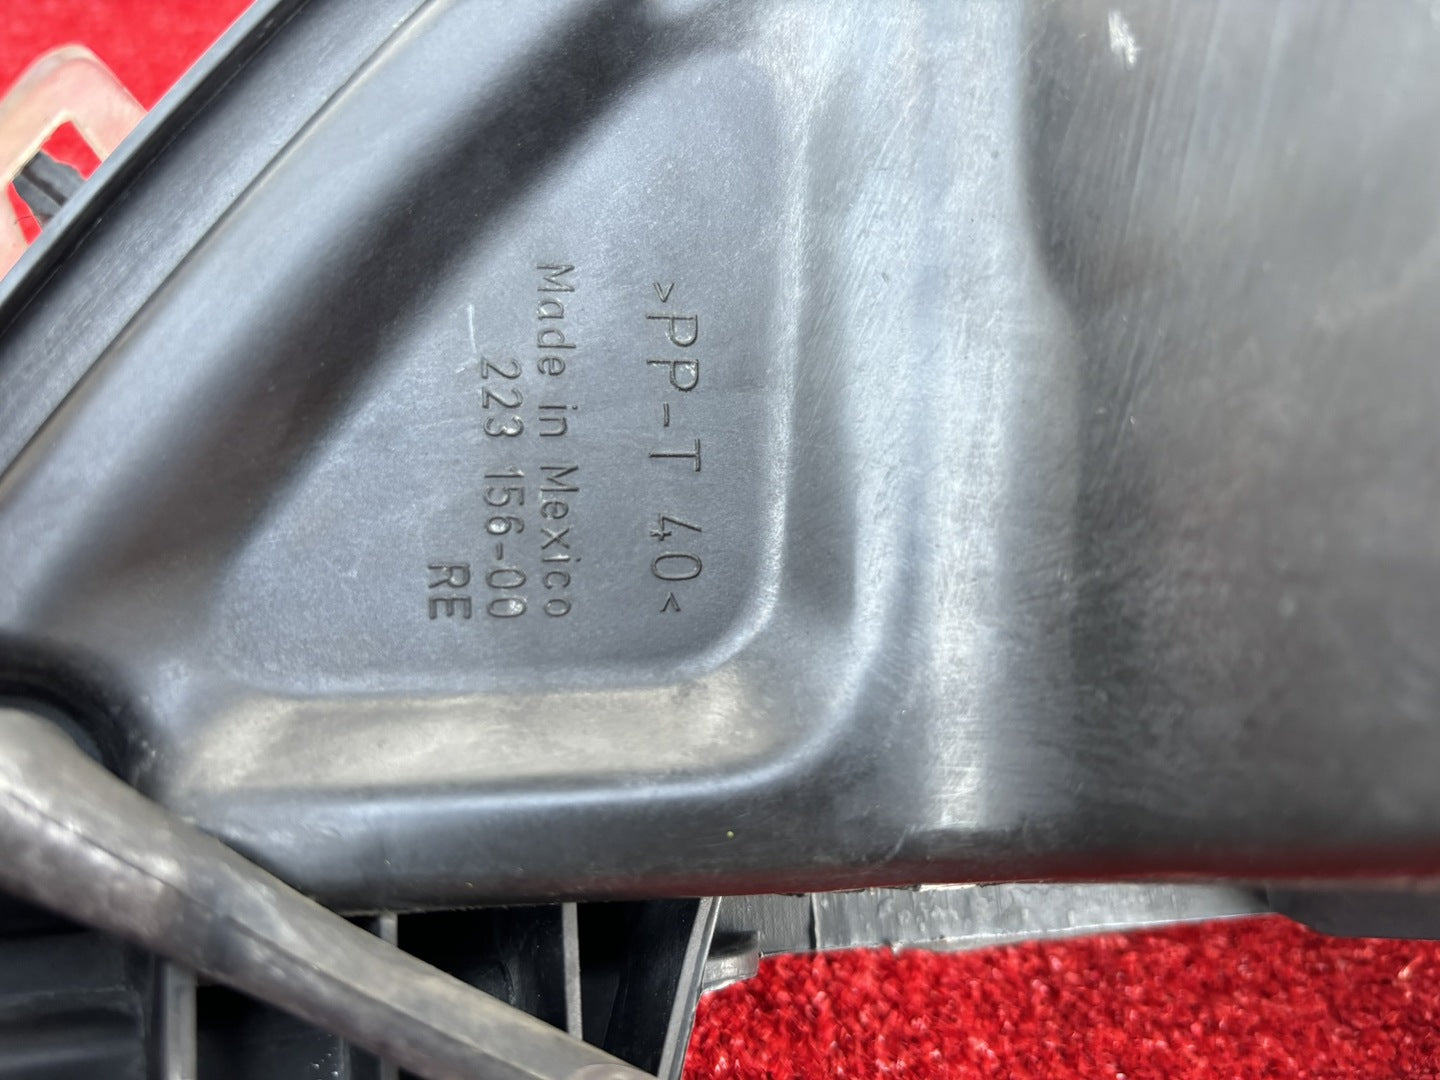 >PP-T 40<
Made in Mexico
223 156-00
RE